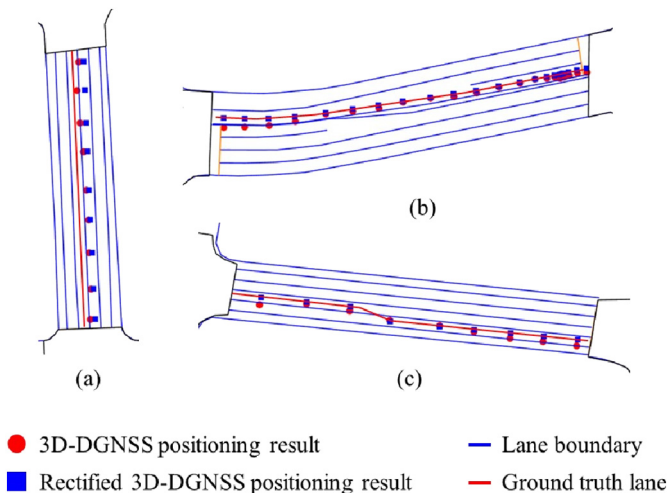 (a)
(b)
(c)
3D-DGNSS positioning result
Lane boundary
Rectified 3D-DGNSS positioning result
Ground truth lane